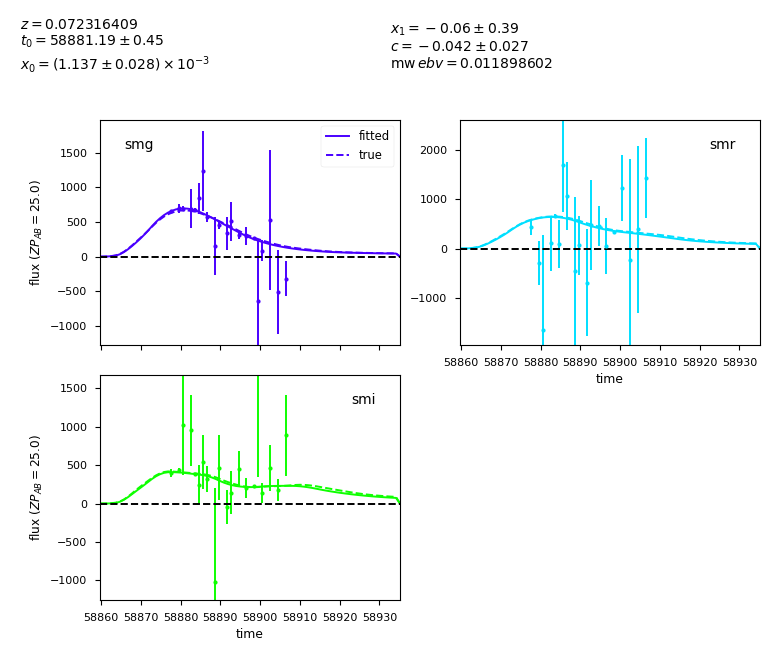 z = 0.072316409
t₀ = 58881.19 ± 0.45
x₀ = (1.137 ± 0.028) × 10⁻³
x₁ = −0.06 ± 0.39
c = −0.042 ± 0.027
mw ebv = 0.011898602
smg
fitted
true
1500
1000
500
0
−500
−1000
flux (ZP_AB = 25.0)
smr
2000
1000
0
−1000
58860 58870 58880 58890 58900 58910 58920 58930
time
smi
1500
1000
500
0
−500
−1000
flux (ZP_AB = 25.0)
58860 58870 58880 58890 58900 58910 58920 58930
time